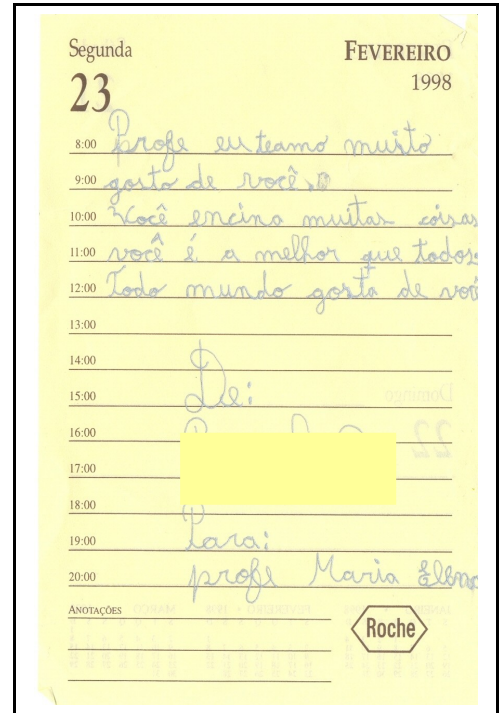 Segunda
FEVEREIRO
23
1998
8:00 Profe eu teamo muito
9:00 gosto de você.
10:00 Você encina muitas coisas
11:00 você é a melhor que todos
12:00 Todo mundo gosta de você
13:00
14:00
15:00 De:
16:00
17:00
18:00
19:00 Para:
20:00 profe Maria Elena
ANOTAÇÕES
Roche